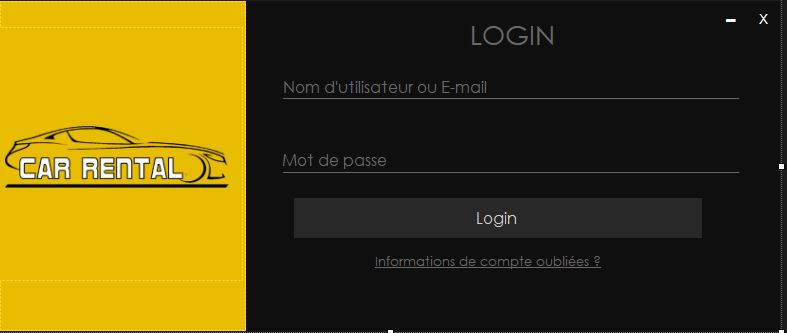 LOGIN
X
Nom d'utilisateur ou E-mail
CAR RENTAL
Mot de passe
Login
Informations de compte oubliées ?